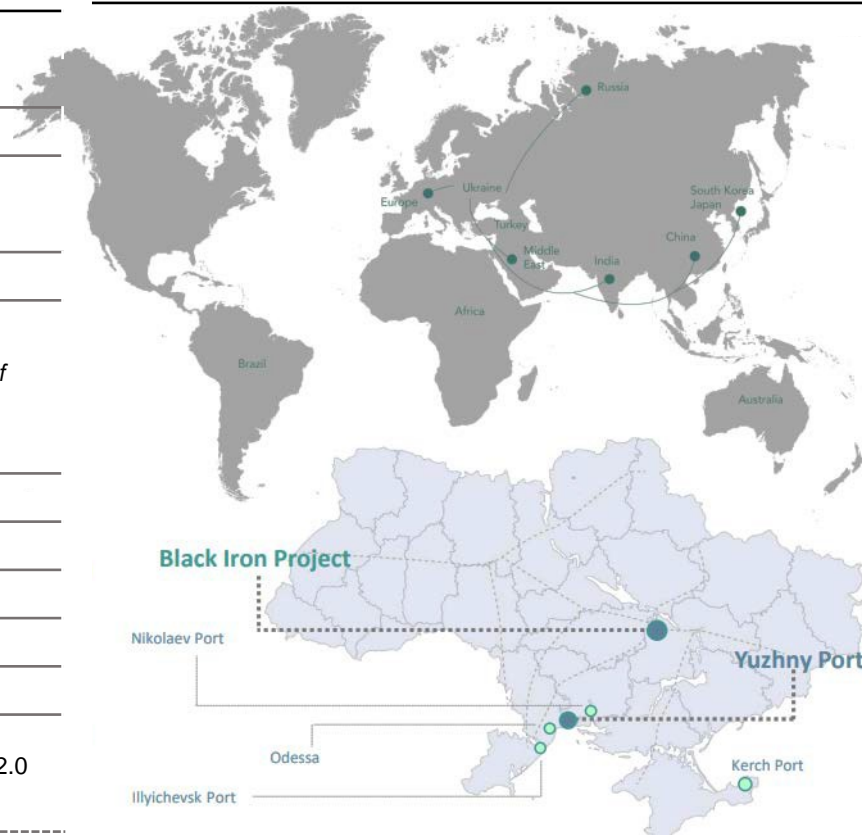 Russia
Ukraine
Europe
South Korea
Japan
Turkey
China
Middle
East
India
Africa
Brazil
Australia
f
Black Iron Project
Nikolaev Port
Yuzhny Port
Odessa
2.0
Kerch Port
Illyichevsk Port